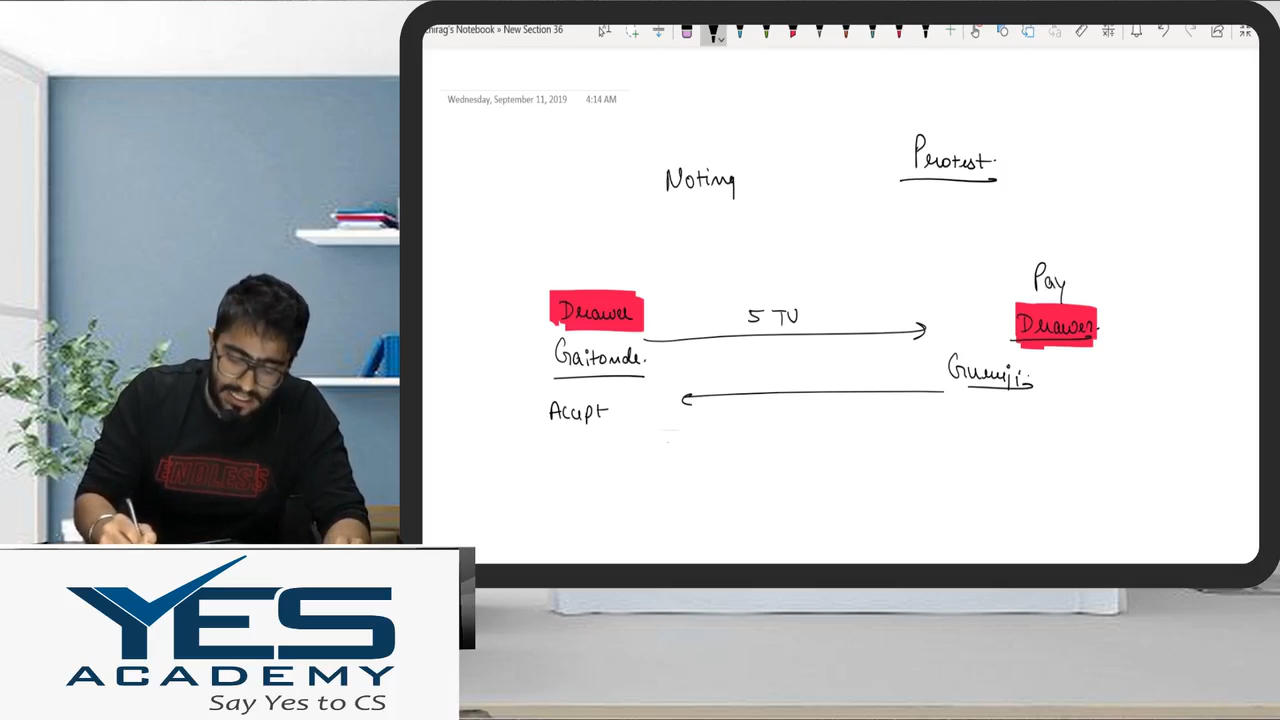 chirag's Notebook » New Section 36
Wednesday, September 11, 2019 4:14 AM
Noting
Protest
Pay
Drawee
5 TV
Drawer
Gaitonde
Guruji
Accept
ENDLESS
YES
ACADEMY
Say Yes to CS